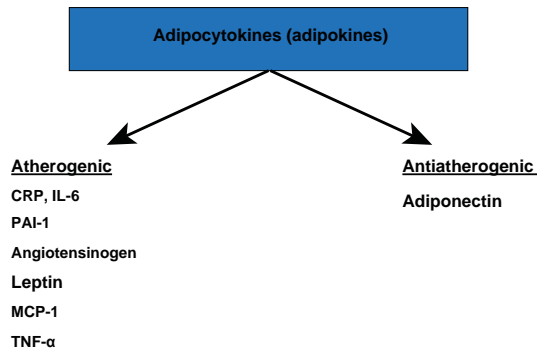 Adipocytokines (adipokines)
Atherogenic
CRP, IL-6
PAI-1
Angiotensinogen
Leptin
MCP-1
TNF-α
Antiatherogenic
Adiponectin